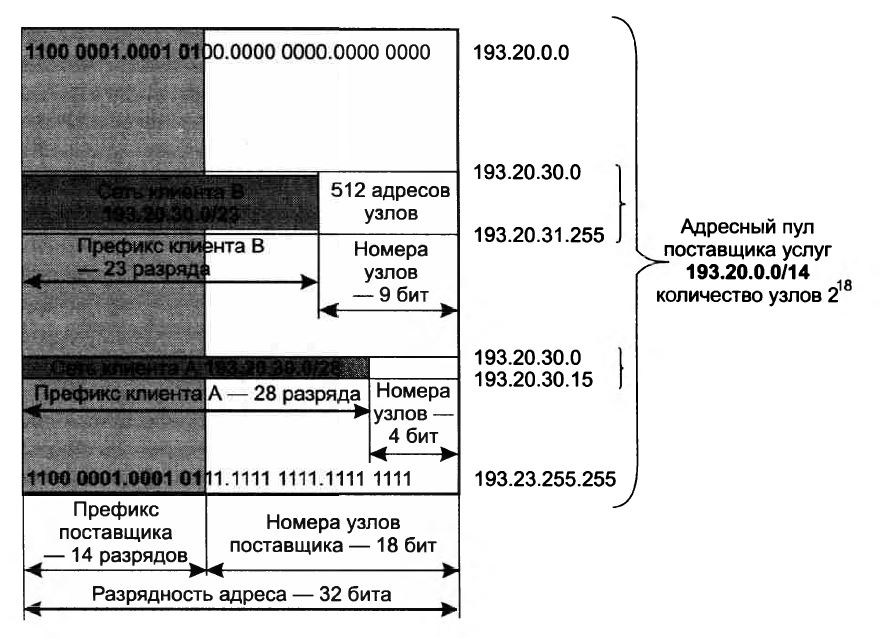 1100 0001.0001 0100.0000 0000.0000 0000 193.20.0.0
193.20.30.0
Сеть клиента В
193.20.30.0/23
512 адресов
узлов
193.20.31.255
Префикс клиента В
— 23 разряда
Номера
узлов
— 9 бит
Адресный пул
поставщика услуг
193.20.0.0/14
количество узлов 2^18
193.20.30.0
Сеть клиента А 193.20.30.0/28
193.20.30.15
Префикс клиента А — 28 разряда
Номера
узлов —
4 бит
1100 0001.0001 0111.1111 1111.1111 1111 193.23.255.255
Префикс
поставщика
— 14 разрядов
Номера узлов
поставщика — 18 бит
Разрядность адреса — 32 бита